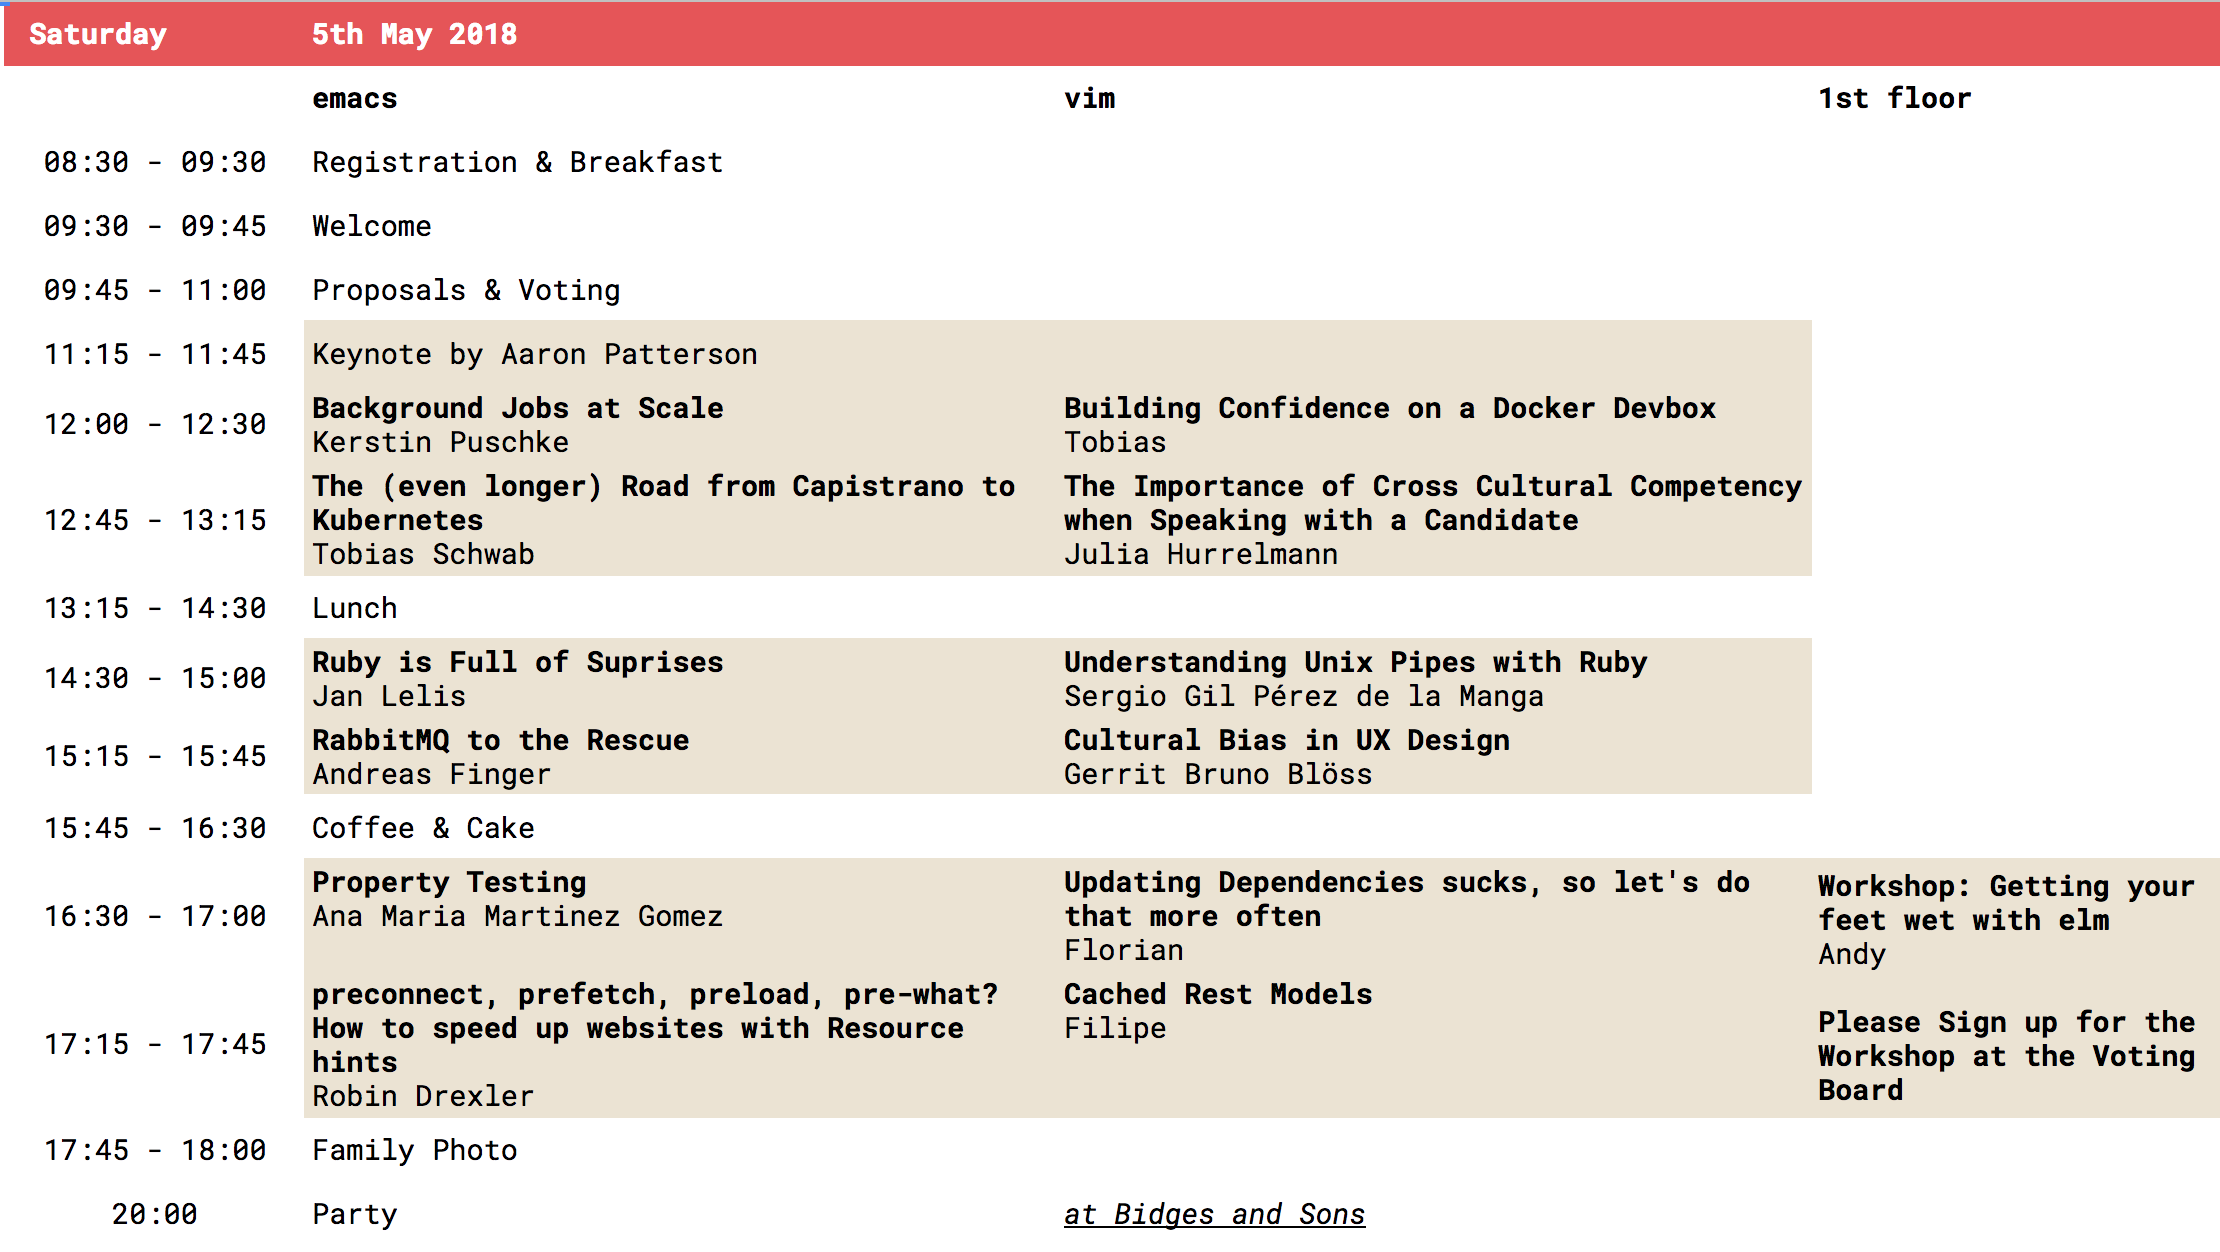 Saturday 5th May 2018
emacs vim 1st floor
08:30 - 09:30 Registration & Breakfast
09:30 - 09:45 Welcome
09:45 - 11:00 Proposals & Voting
11:15 - 11:45 Keynote by Aaron Patterson
12:00 - 12:30
Background Jobs at Scale
Kerstin Puschke
Building Confidence on a Docker Devbox
Tobias
12:45 - 13:15
The (even longer) Road from Capistrano to
Kubernetes
Tobias Schwab
The Importance of Cross Cultural Competency
when Speaking with a Candidate
Julia Hurrelmann
13:15 - 14:30 Lunch
14:30 - 15:00
Ruby is Full of Suprises
Jan Lelis
Understanding Unix Pipes with Ruby
Sergio Gil Pérez de la Manga
15:15 - 15:45
RabbitMQ to the Rescue
Andreas Finger
Cultural Bias in UX Design
Gerrit Bruno Blöss
15:45 - 16:30 Coffee & Cake
16:30 - 17:00
Property Testing
Ana Maria Martinez Gomez
Updating Dependencies sucks, so let's do
that more often
Florian
Workshop: Getting your
feet wet with elm
Andy
Please Sign up for the
Workshop at the Voting
Board
17:15 - 17:45
preconnect, prefetch, preload, pre-what?
How to speed up websites with Resource
hints
Robin Drexler
Cached Rest Models
Filipe
17:45 - 18:00 Family Photo
20:00 Party at Bidges and Sons